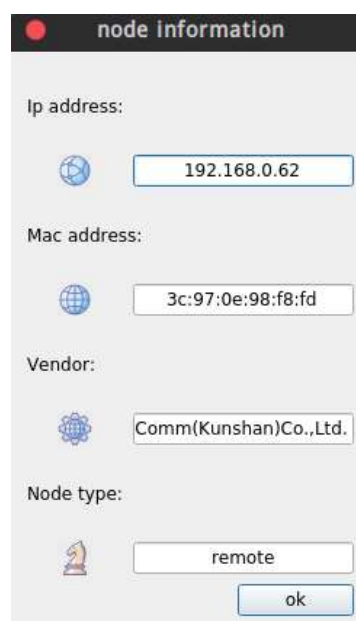 node information
Ip address:
192.168.0.62
Mac address:
3c:97:0e:98:f8:fd
Vendor:
Comm(Kunshan)Co.,Ltd.
Node type:
remote
ok